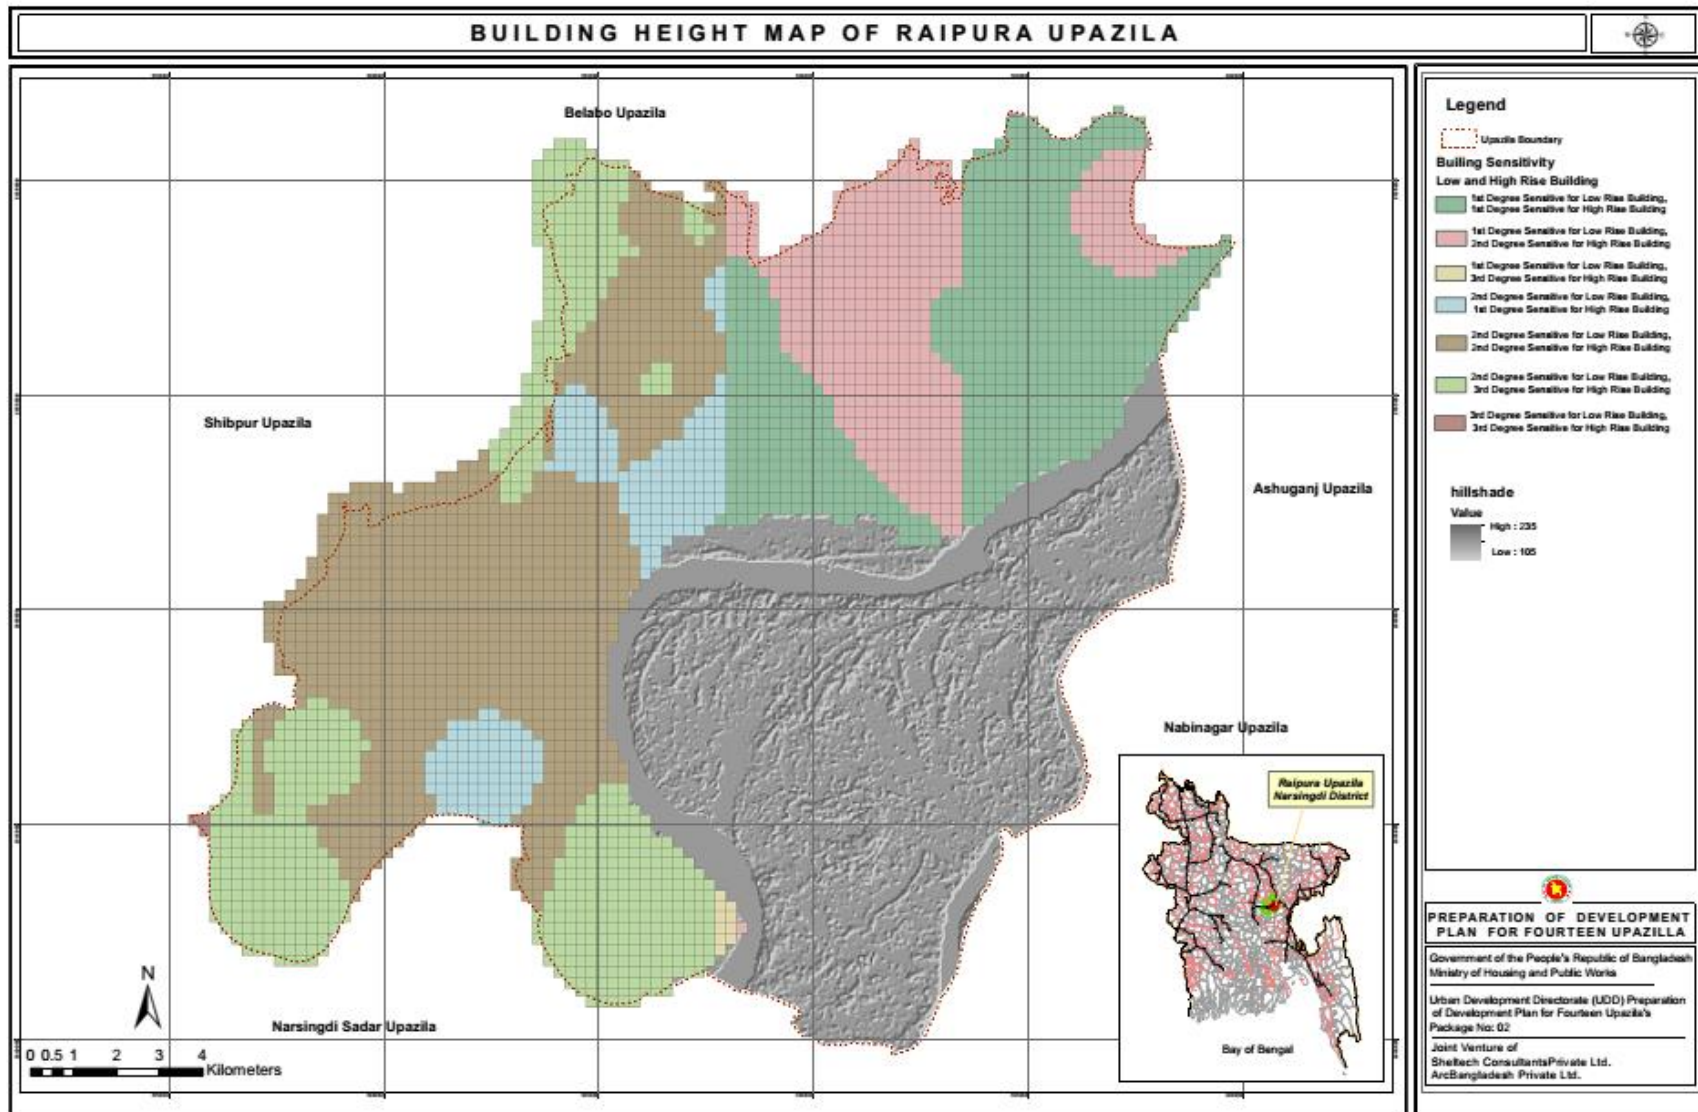 BUILDING HEIGHT MAP OF RAIPURA UPAZILA
Belabo Upazila
Shibpur Upazila
Ashuganj Upazila
Nabinagar Upazila
Narsingdi Sadar Upazila
N
0 0.5 1 2 3 4
Kilometers
Raipura Upazila
Narsingdi District
Bay of Bengal
Legend
Upazila Boundary
Builing Sensitivity
Low and High Rise Building
1st Degree Sensitive for Low Rise Building,
1st Degree Sensitive for High Rise Building
1st Degree Sensitive for Low Rise Building,
2nd Degree Sensitive for High Rise Building
1st Degree Sensitive for Low Rise Building,
3rd Degree Sensitive for High Rise Building
2nd Degree Sensitive for Low Rise Building,
1st Degree Sensitive for High Rise Building
2nd Degree Sensitive for Low Rise Building,
2nd Degree Sensitive for High Rise Building
2nd Degree Sensitive for Low Rise Building,
3rd Degree Sensitive for High Rise Building
3rd Degree Sensitive for Low Rise Building,
3rd Degree Sensitive for High Rise Building
hillshade
Value
High : 235
Low : 105
PREPARATION OF DEVELOPMENT
PLAN FOR FOURTEEN UPAZILLA
Government of the People's Republic of Bangladesh
Ministry of Housing and Public Works
Urban Development Directorate (UDD) Preparation
of Development Plan for Fourteen Upazila's
Package No: 02
Joint Venture of
Sheltech ConsultantsPrivate Ltd.
ArcBangladesh Private Ltd.